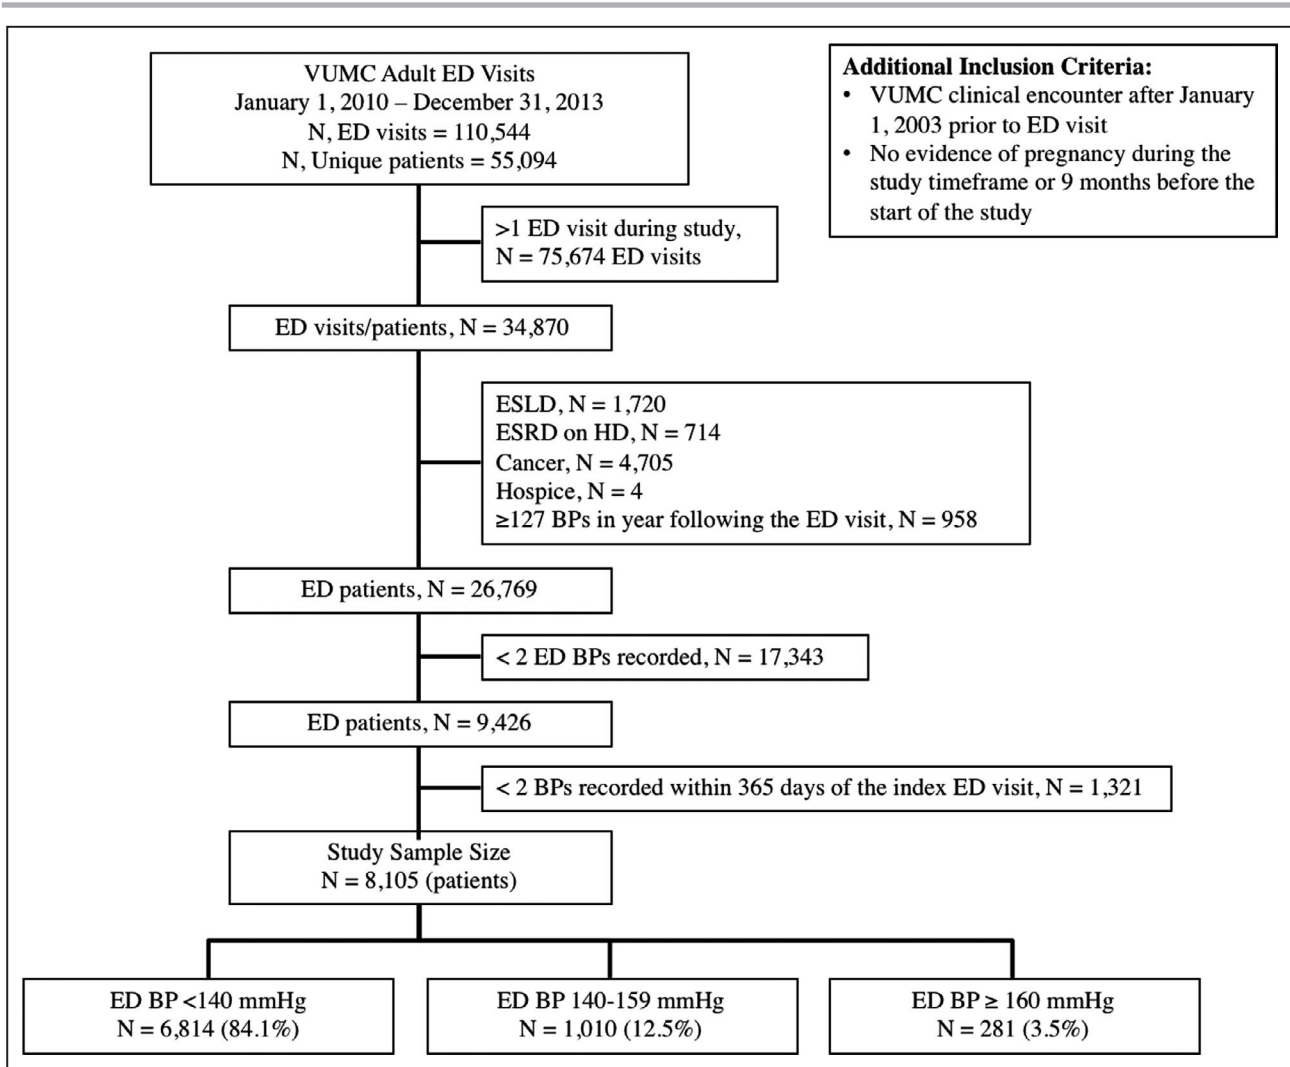 VUMC Adult ED Visits
January 1, 2010 – December 31, 2013
N, ED visits = 110,544
N, Unique patients = 55,094
Additional Inclusion Criteria:
• VUMC clinical encounter after January
1, 2003 prior to ED visit
• No evidence of pregnancy during the
study timeframe or 9 months before the
start of the study
>1 ED visit during study,
N = 75,674 ED visits
ED visits/patients, N = 34,870
ESLD, N = 1,720
ESRD on HD, N = 714
Cancer, N = 4,705
Hospice, N = 4
≥127 BPs in year following the ED visit, N = 958
ED patients, N = 26,769
< 2 ED BPs recorded, N = 17,343
ED patients, N = 9,426
< 2 BPs recorded within 365 days of the index ED visit, N = 1,321
Study Sample Size
N = 8,105 (patients)
ED BP <140 mmHg
N = 6,814 (84.1%)
ED BP 140-159 mmHg
N = 1,010 (12.5%)
ED BP ≥ 160 mmHg
N = 281 (3.5%)